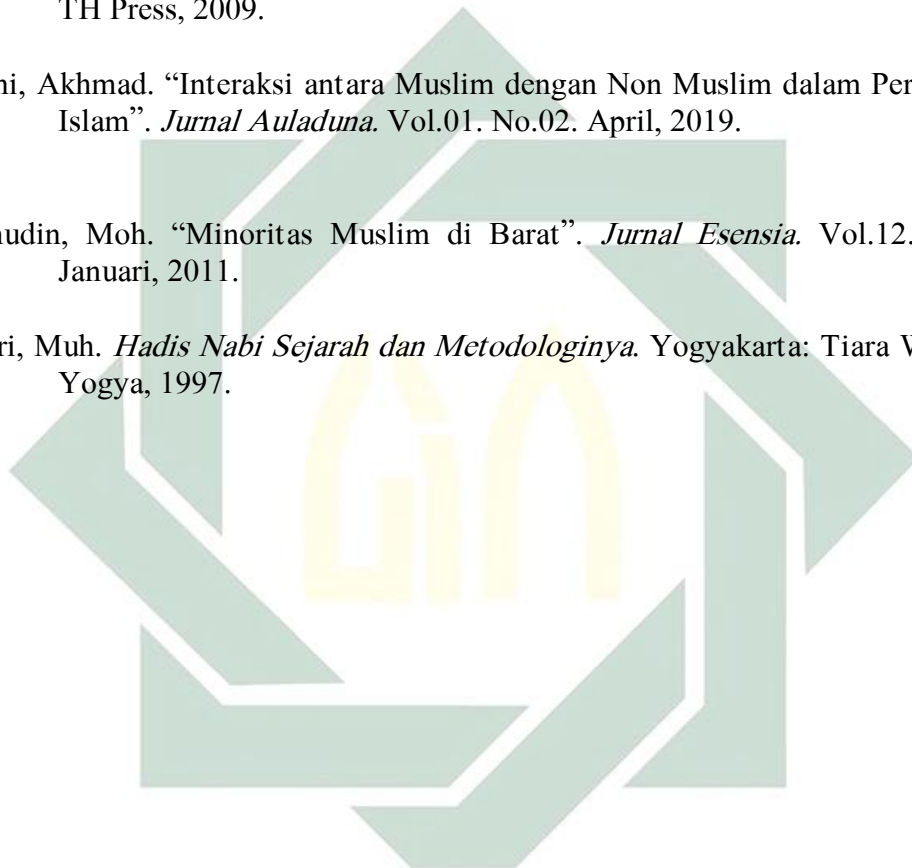 TH Press, 2009.
ni, Akhmad. “Interaksi antara Muslim dengan Non Muslim dalam Per
Islam”. Jurnal Auladuna. Vol.01. No.02. April, 2019.
udin, Moh. “Minoritas Muslim di Barat”. Jurnal Esensia. Vol.12.
Januari, 2011.
ri, Muh. Hadis Nabi Sejarah dan Metodologinya. Yogyakarta: Tiara W
Yogya, 1997.